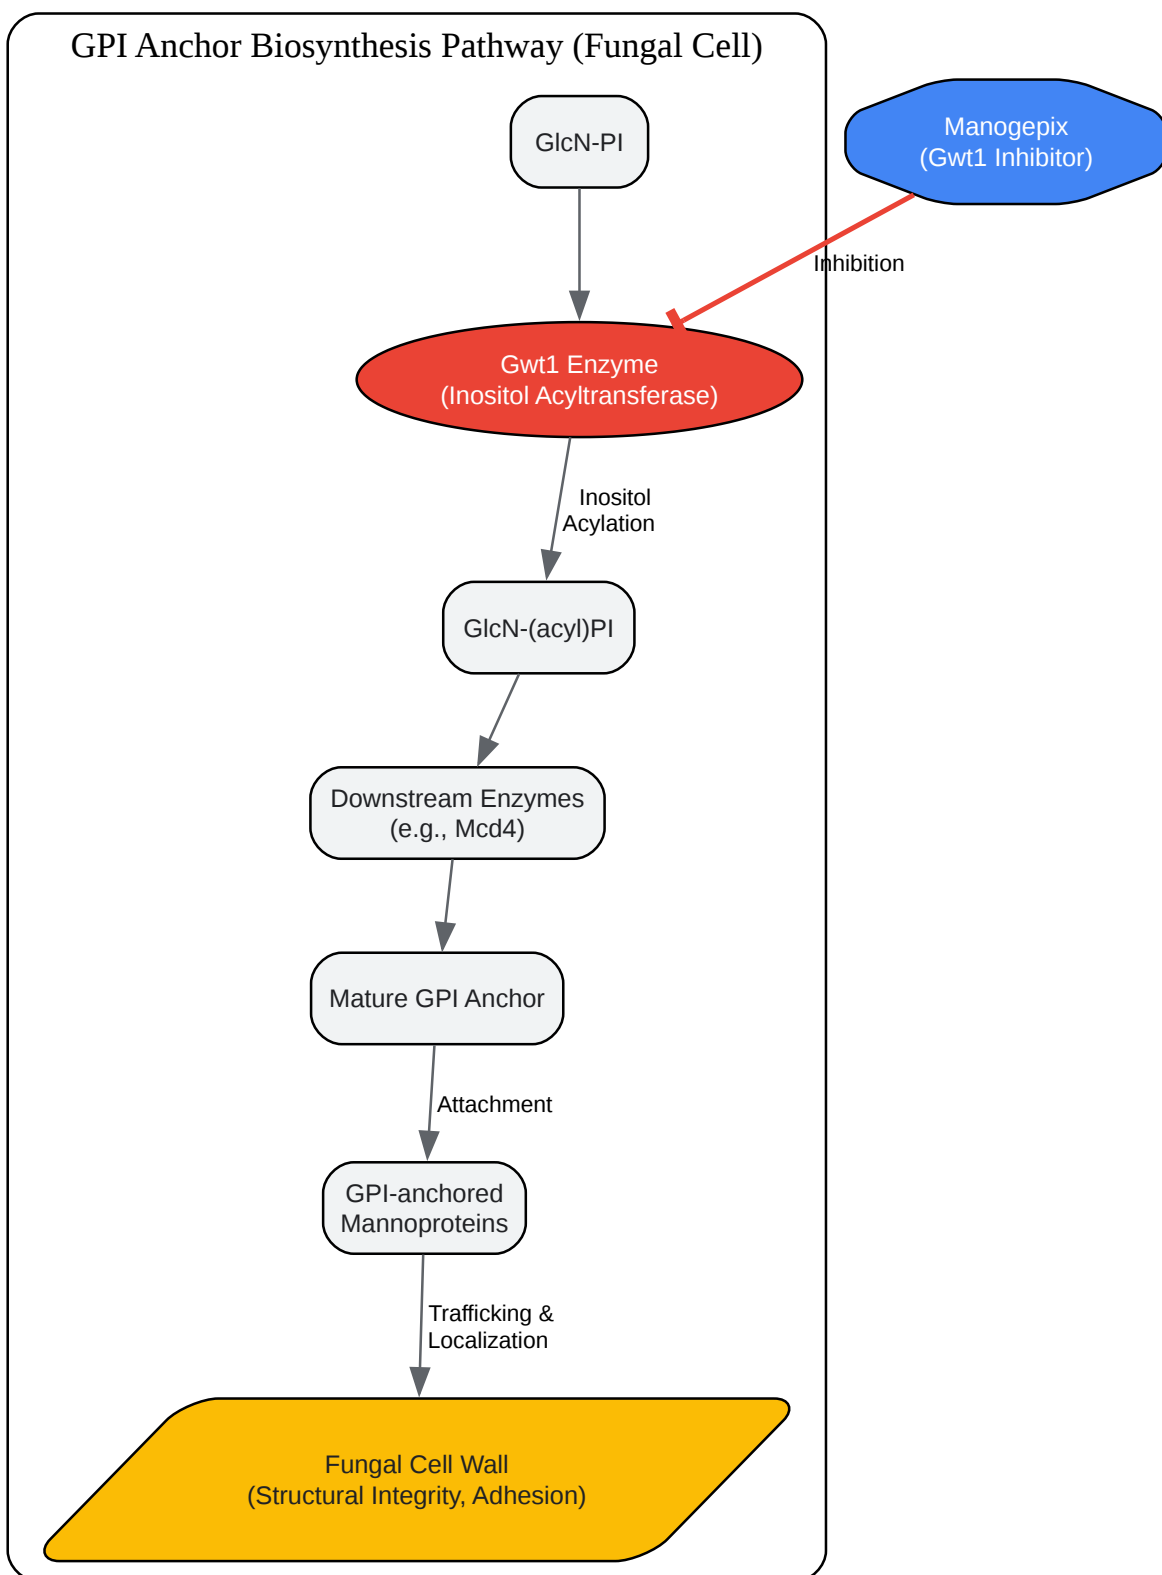 GPI Anchor Biosynthesis Pathway (Fungal Cell)
GlcN-PI
Manogepix
(Gwt1 Inhibitor)
Inhibition
Gwt1 Enzyme
(Inositol Acyltransferase)
Inositol
Acylation
GlcN-(acyl)PI
Downstream Enzymes
(e.g., Mcd4)
Mature GPI Anchor
Attachment
GPI-anchored
Mannoproteins
Trafficking &
Localization
Fungal Cell Wall
(Structural Integrity, Adhesion)